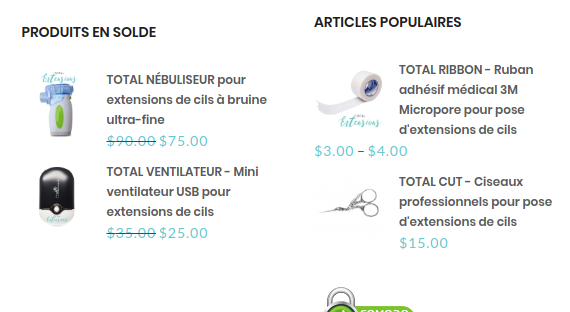 PRODUITS EN SOLDE
TOTAL NÉBULISEUR pour
extensions de cils à bruine
ultra-fine
$90.00 $75.00
TOTAL VENTILATEUR - Mini
ventilateur USB pour
extensions de cils
$35.00 $25.00
ARTICLES POPULAIRES
TOTAL RIBBON - Ruban
adhésif médical 3M
Micropore pour pose
d'extensions de cils
Extensions
$3.00 – $4.00
TOTAL CUT - Ciseaux
professionnels pour pose
d'extensions de cils
$15.00